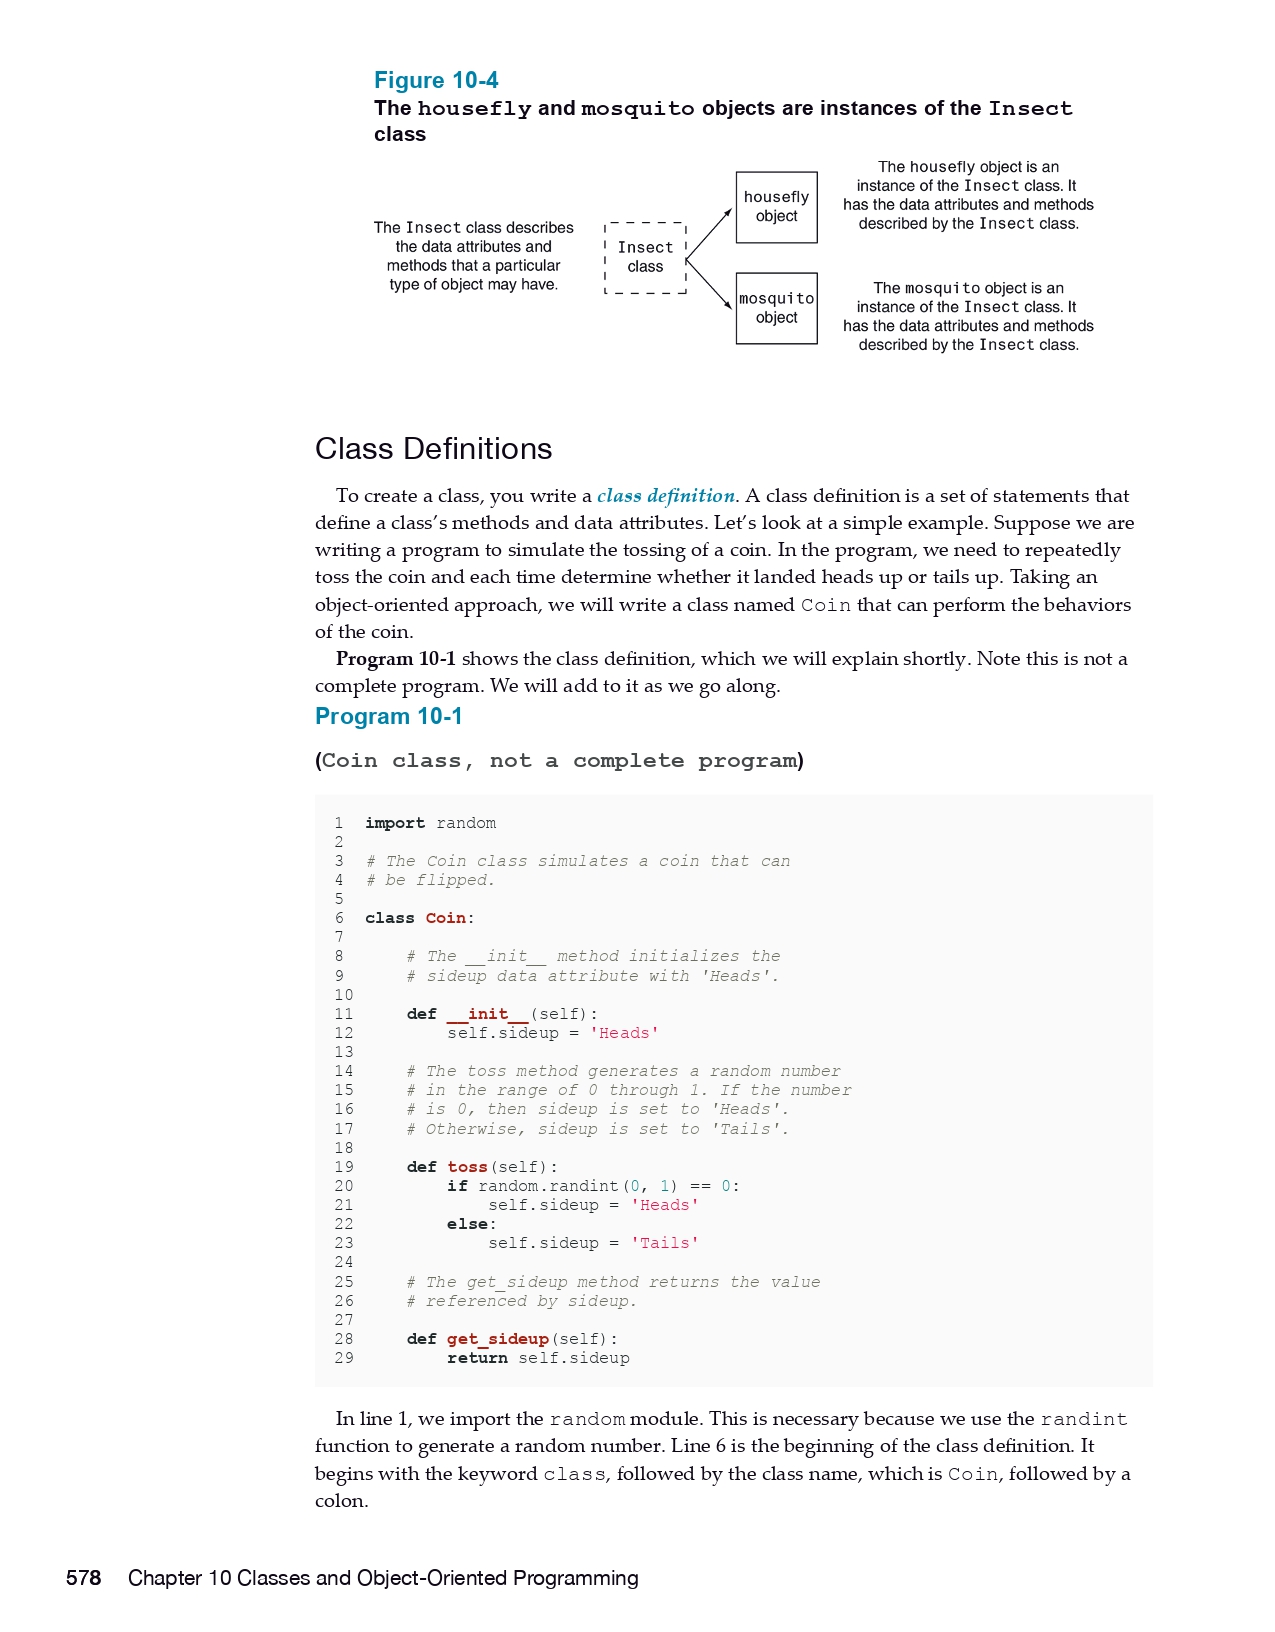 Figure 10-4
The housefly and mosquito objects are instances of the Insect
class
The Insect class describes
the data attributes and
methods that a particular
type of object may have.
Insect
class
housefly
object
mosquito
object
The housefly object is an
instance of the Insect class. It
has the data attributes and methods
described by the Insect class.
The mosquito object is an
instance of the Insect class. It
has the data attributes and methods
described by the Insect class.
Class Definitions
To create a class, you write a class definition. A class definition is a set of statements that
define a class’s methods and data attributes. Let’s look at a simple example. Suppose we are
writing a program to simulate the tossing of a coin. In the program, we need to repeatedly
toss the coin and each time determine whether it landed heads up or tails up. Taking an
object-oriented approach, we will write a class named Coin that can perform the behaviors
of the coin.
Program 10-1 shows the class definition, which we will explain shortly. Note this is not a
complete program. We will add to it as we go along.
Program 10-1
(Coin class, not a complete program)
1 import random
2
3 # The Coin class simulates a coin that can
4 # be flipped.
5
6 class Coin:
7
8     # The __init__ method initializes the
9     # sideup data attribute with 'Heads'.
10
11     def __init__(self):
12         self.sideup = 'Heads'
13
14     # The toss method generates a random number
15     # in the range of 0 through 1. If the number
16     # is 0, then sideup is set to 'Heads'.
17     # Otherwise, sideup is set to 'Tails'.
18
19     def toss(self):
20         if random.randint(0, 1) == 0:
21             self.sideup = 'Heads'
22         else:
23             self.sideup = 'Tails'
24
25     # The get_sideup method returns the value
26     # referenced by sideup.
27
28     def get_sideup(self):
29         return self.sideup
In line 1, we import the random module. This is necessary because we use the randint
function to generate a random number. Line 6 is the beginning of the class definition. It
begins with the keyword class, followed by the class name, which is Coin, followed by a
colon.
578 Chapter 10 Classes and Object-Oriented Programming